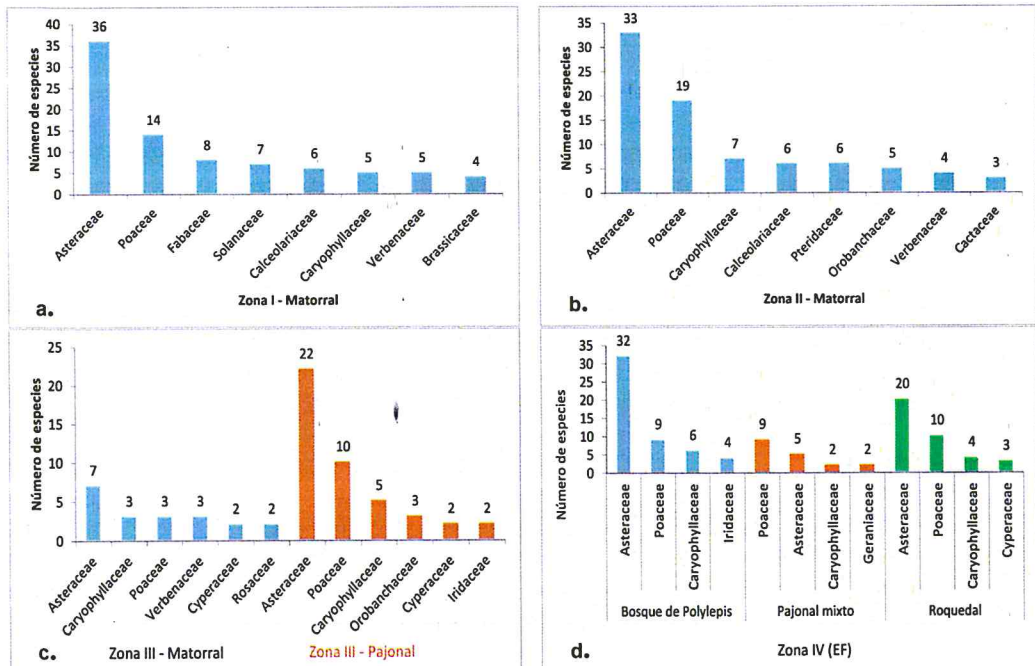 Número de especies
40
35
30
25
20
15
10
5
0
36
14
8
7
6
5
5
4
Asteraceae
Poaceae
Fabaceae
Solanaceae
Calceolariaceae
Caryophyllaceae
Verbenaceae
Brassicaceae
a.
Zona I - Matorral
Número de especies
35
30
25
20
15
10
5
0
33
19
7
6
6
5
4
3
Asteraceae
Poaceae
Caryophyllaceae
Calceolariaceae
Pteridaceae
Orobanchaceae
Verbenaceae
Cactaceae
b.
Zona II - Matorral
Número de especies
25
20
15
10
5
0
7
3
3
3
2
2
22
10
5
3
2
2
Asteraceae
Caryophyllaceae
Poaceae
Verbenaceae
Cyperaceae
Rosaceae
Asteraceae
Poaceae
Caryophyllaceae
Orobanchaceae
Cyperaceae
Iridaceae
c.
Zona III - Matorral
Zona III - Pajonal
Número de especies
35
30
25
20
15
10
5
0
32
9
6
4
9
5
2
2
20
10
4
3
Asteraceae
Poaceae
Caryophyllaceae
Iridaceae
Poaceae
Asteraceae
Caryophyllaceae
Geraniaceae
Asteraceae
Poaceae
Caryophyllaceae
Cyperaceae
Bosque de Polylepis
Pajonal mixto
Roquedal
d.
Zona IV (EF)